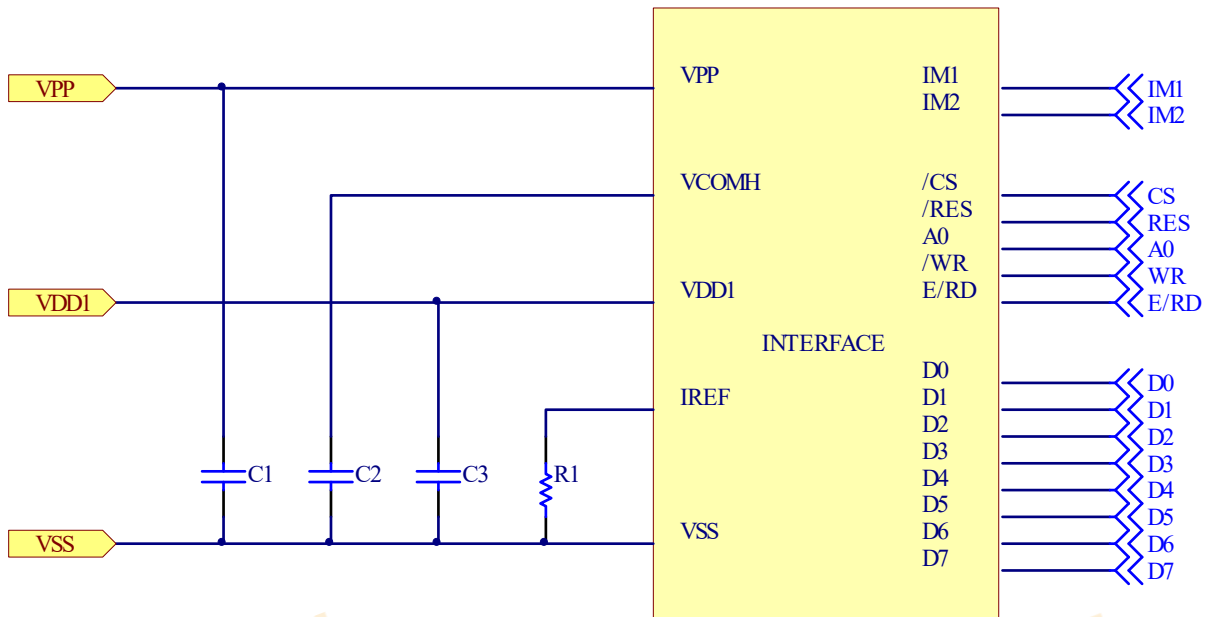 VPP VPP IM1 IM1
IM2 IM2
VCOMH /CS CS
/RES RES
A0 A0
/WR WR
VDD1 VDD1 E/RD E/RD
INTERFACE
D0 D0
IREF D1 D1
D2 D2
D3 D3
C1 C2 C3 R1 D4 D4
D5 D5
VSS VSS D6 D6
D7 D7